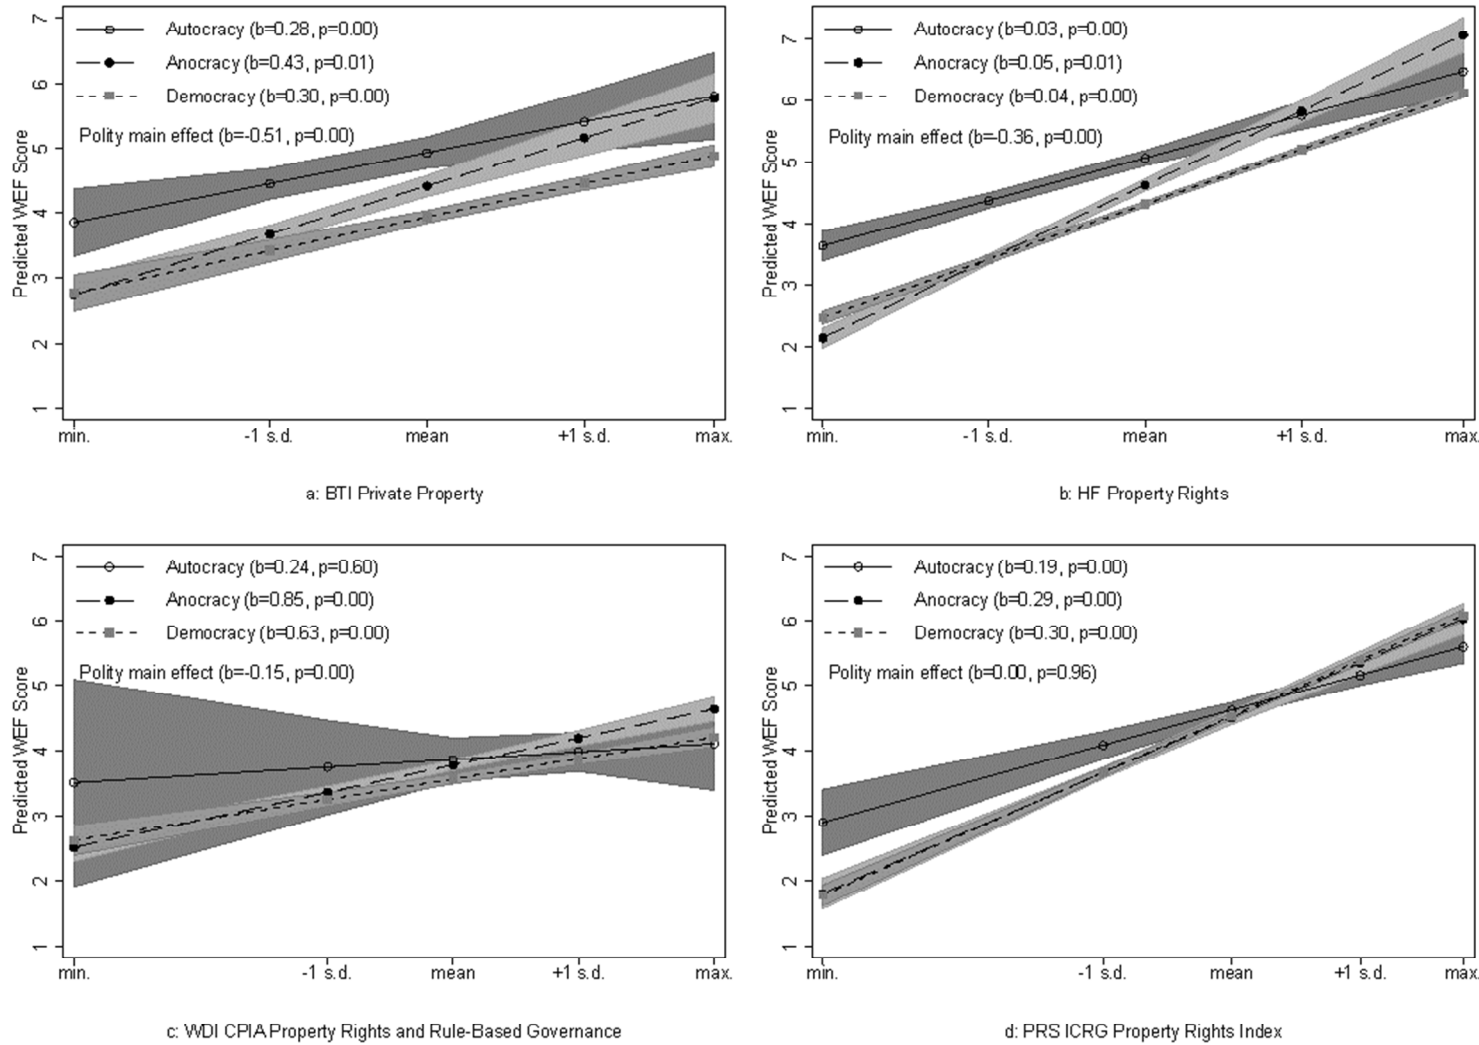 Predicted WEF Score
7
6
5
4
3
2
1
Autocracy (b=0.28, p=0.00)
Anocracy (b=0.43, p=0.01)
Democracy (b=0.30, p=0.00)
Polity main effect (b=-0.51, p=0.00)
min. -1 s.d. mean +1 s.d. max.
a: BTI Private Property
Predicted WEF Score
7
6
5
4
3
2
1
Autocracy (b=0.03, p=0.00)
Anocracy (b=0.05, p=0.01)
Democracy (b=0.04, p=0.00)
Polity main effect (b=-0.36, p=0.00)
min. -1 s.d. mean +1 s.d. max.
b: HF Property Rights
Predicted WEF Score
7
6
5
4
3
2
1
Autocracy (b=0.24, p=0.60)
Anocracy (b=0.85, p=0.00)
Democracy (b=0.63, p=0.00)
Polity main effect (b=-0.15, p=0.00)
min. -1 s.d. mean +1 s.d. max.
c: WDI CPIA Property Rights and Rule-Based Governance
Predicted WEF Score
7
6
5
4
3
2
1
Autocracy (b=0.19, p=0.00)
Anocracy (b=0.29, p=0.00)
Democracy (b=0.30, p=0.00)
Polity main effect (b=0.00, p=0.96)
min. -1 s.d. mean +1 s.d. max.
d: PRS ICRG Property Rights Index